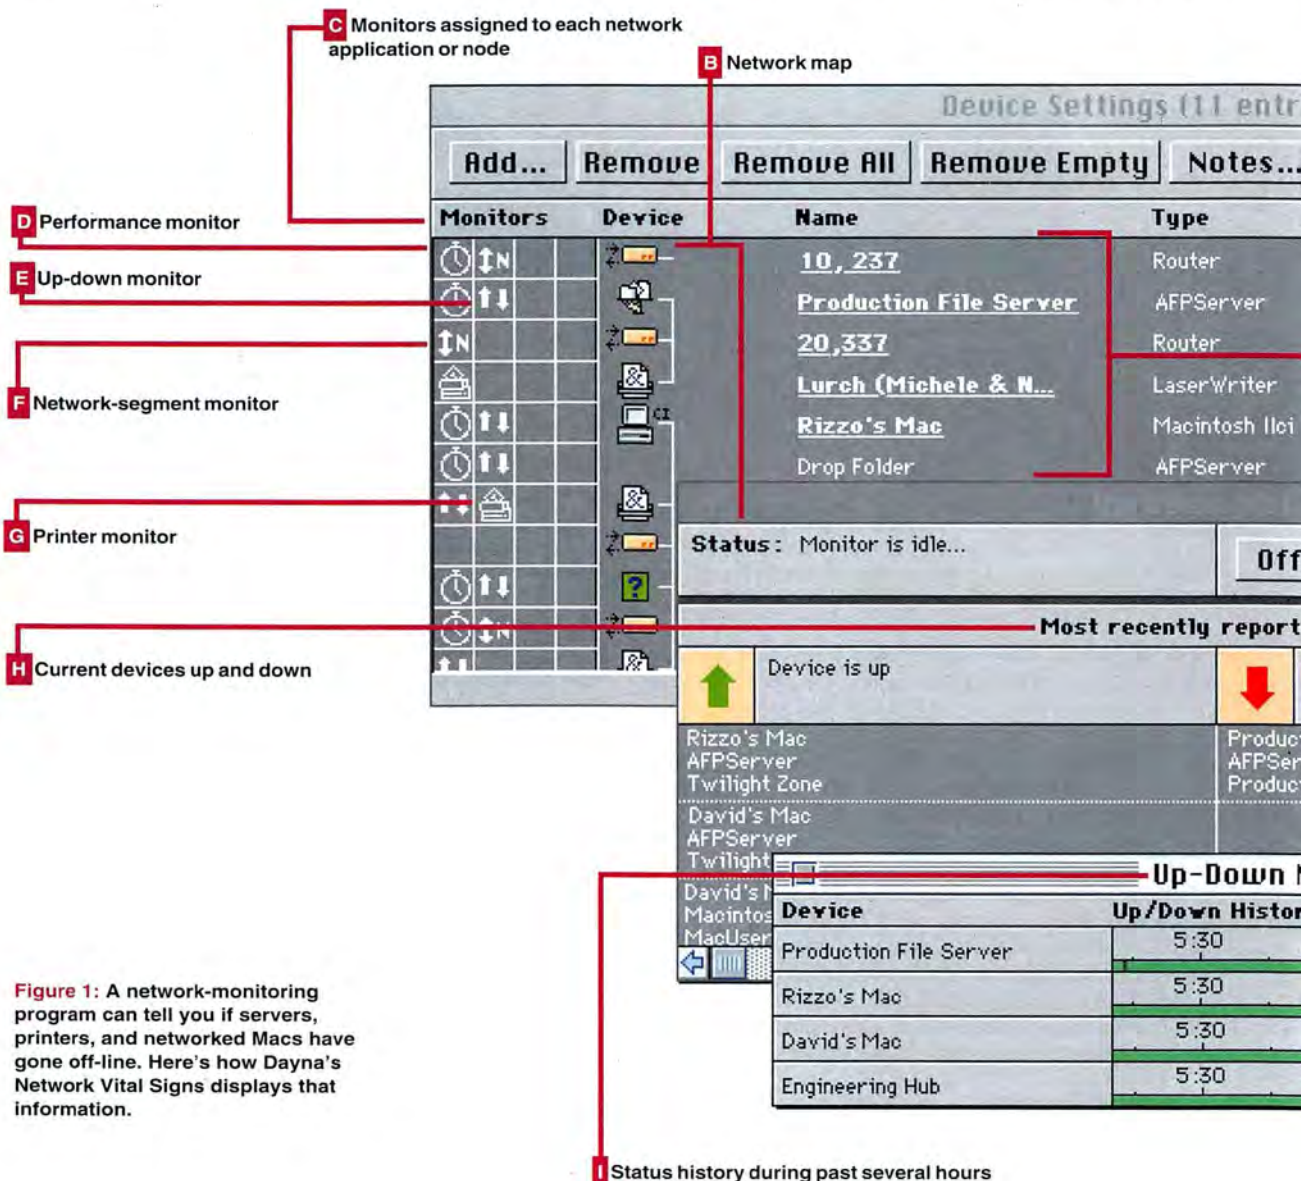 C Monitors assigned to each network
application or node
B Network map
Device Settings (11 entr
Add... Remove Remove All Remove Empty Notes...
Monitors Device Name Type
D Performance monitor
E Up-down monitor
F Network-segment monitor
G Printer monitor
H Current devices up and down
10, 237 Router
Production File Server AFPServer
20,337 Router
Lurch (Michele & N... LaserWriter
Rizzo's Mac Macintosh IIci
Drop Folder AFPServer
Status: Monitor is idle... Off
Most recently report
Device is up
Rizzo's Mac
AFPServer
Twilight Zone
Produc
AFPSer
Produc
David's Mac
AFPServer
Twilight
David's M
Macintos
MacUser
Up-Down M
Device Up/Down Histor
Production File Server 5:30
Rizzo's Mac 5:30
David's Mac 5:30
Engineering Hub 5:30
Figure 1: A network-monitoring
program can tell you if servers,
printers, and networked Macs have
gone off-line. Here's how Dayna's
Network Vital Signs displays that
information.
I Status history during past several hours